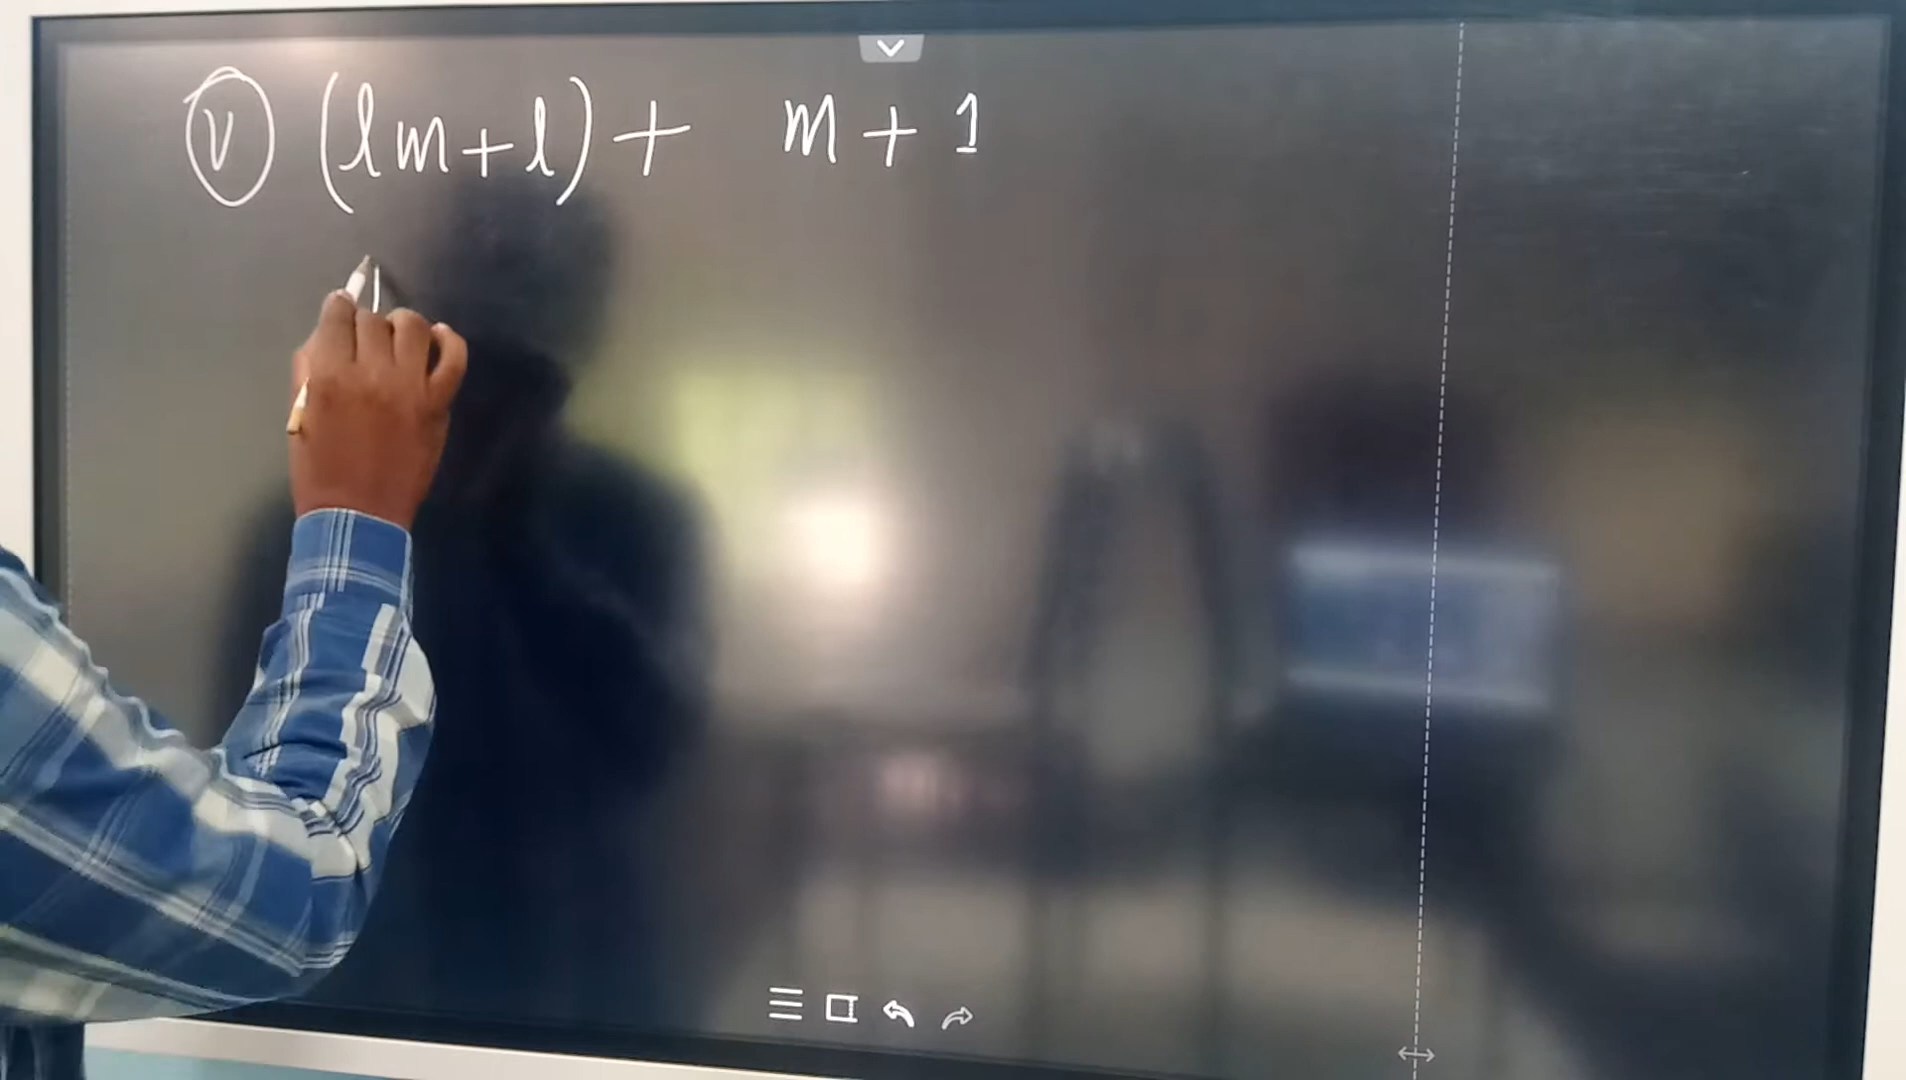 (v) (lm+l) + m + 1